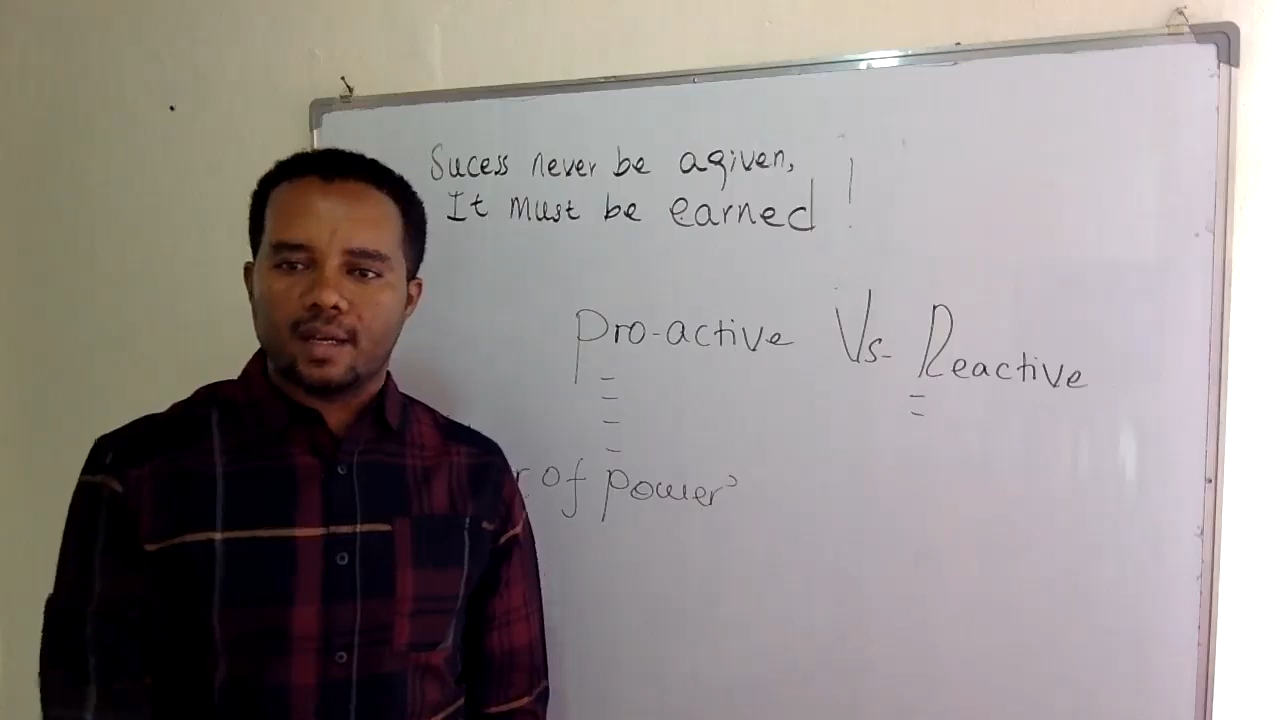 Sucess never be agiven,
It must be earned !
Pro-active Vs. Reactive
of power